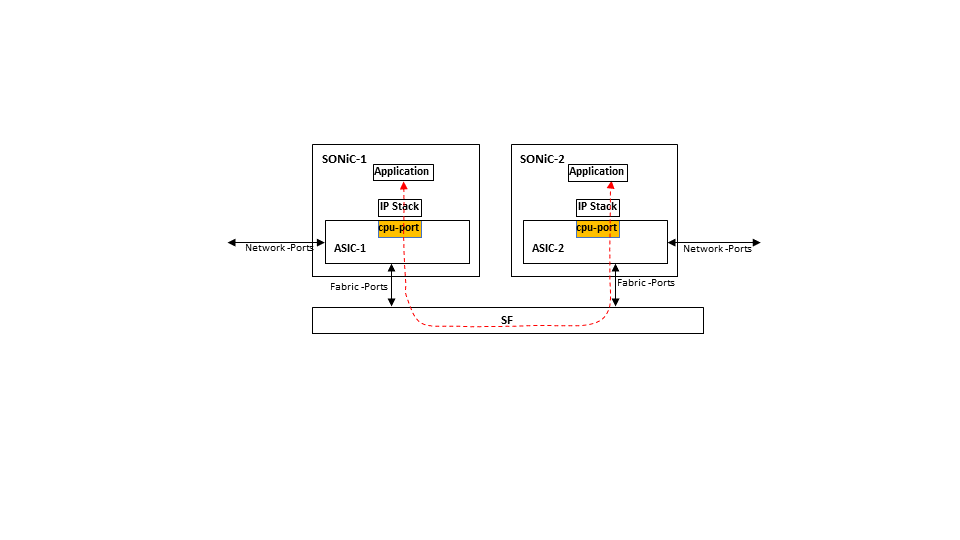 SONiC-1
Application
IP Stack
cpu-port
ASIC-1
Network-Ports
Fabric-Ports
SONiC-2
Application
IP Stack
cpu-port
ASIC-2
Network-Ports
Fabric-Ports
SF